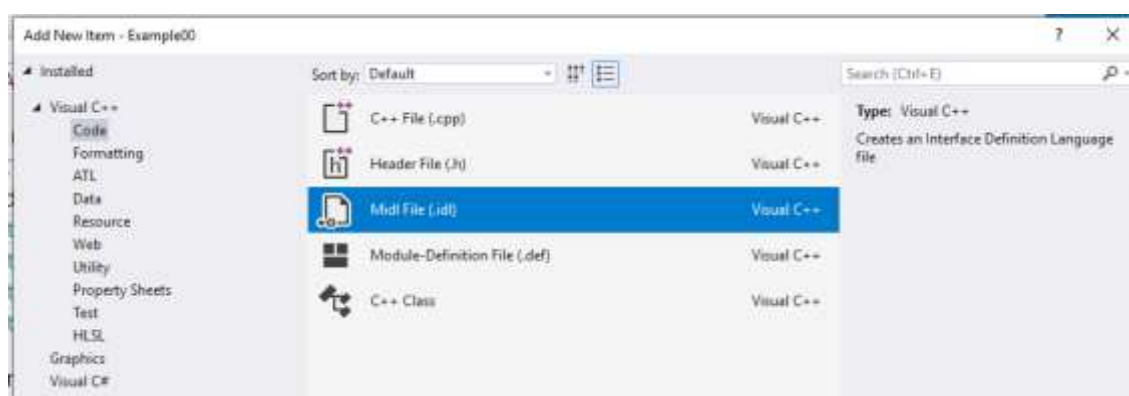 Add New Item - Example00
? ×
Installed
Sort by: Default
Search (Ctrl+E)
Visual C++
Code
Formatting
ATL
Data
Resource
Web
Utility
Property Sheets
Test
HLSL
Graphics
Visual C#
C++ File (.cpp) Visual C++
Header File (.h) Visual C++
Midl File (.idl) Visual C++
Module-Definition File (.def) Visual C++
C++ Class Visual C++
Type: Visual C++
Creates an Interface Definition Language
file